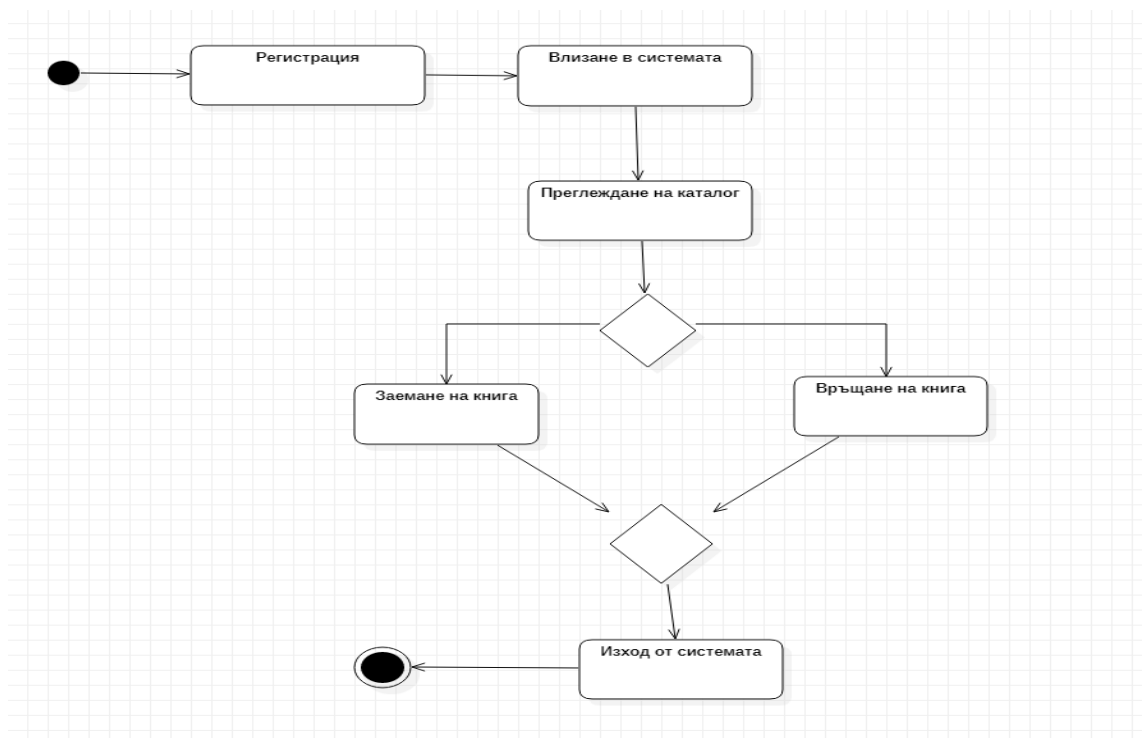 Регистрация
Влизане в системата
Преглеждане на каталог
Заемане на книга
Връщане на книга
Изход от системата